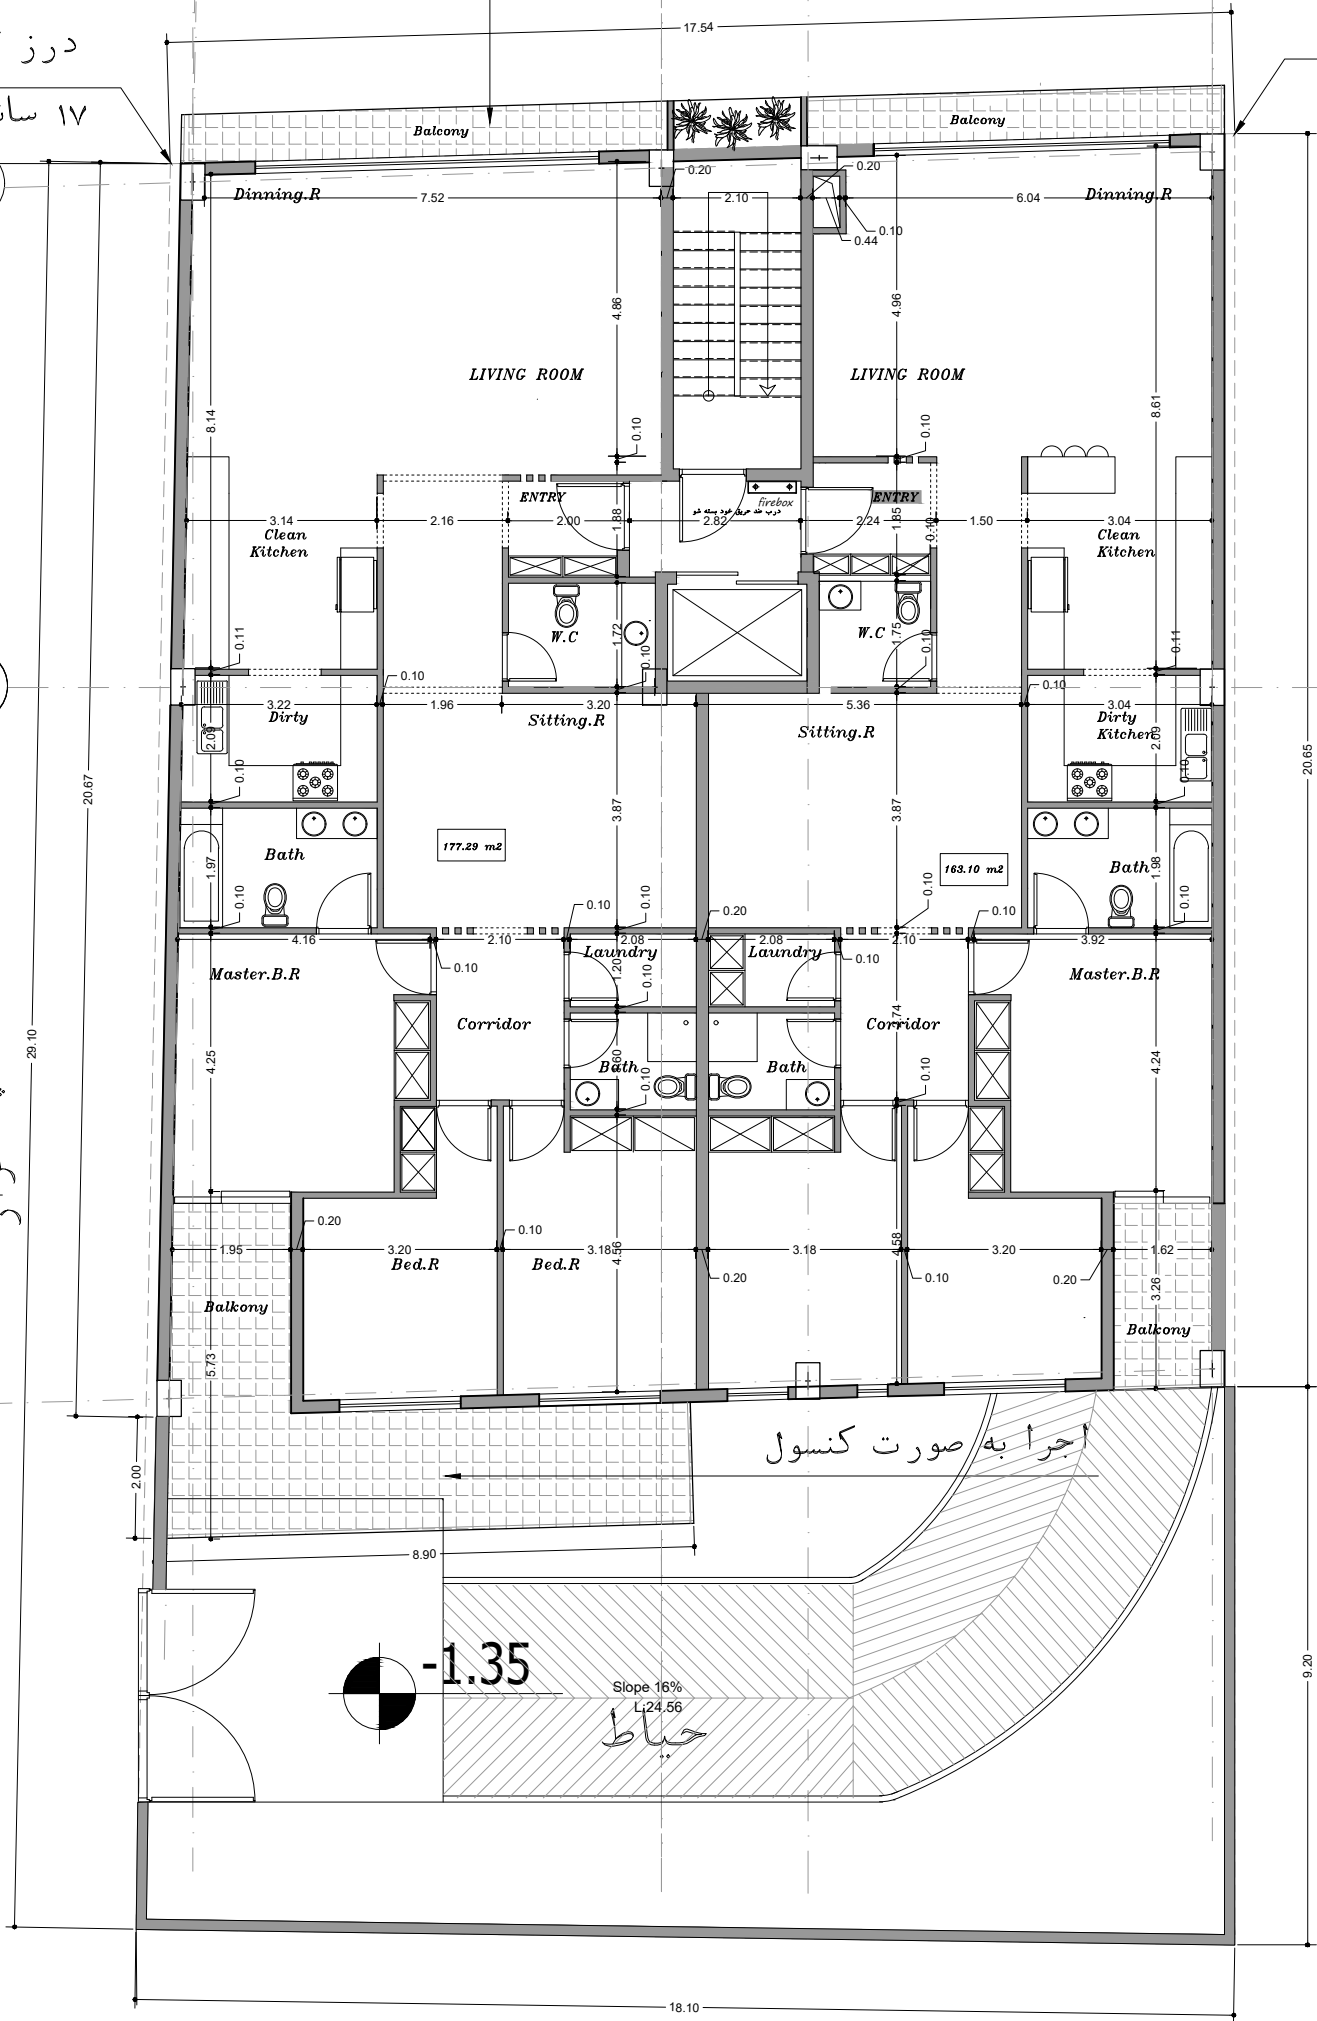 17.54
درز
۱۷
Balcony
Balcony
0.20
0.20
Dinning.R
7.52
2.10
6.04
Dinning.R
0.10
0.44
4.86
4.96
LIVING ROOM
LIVING ROOM
8.14
8.61
0.10
0.10
ENTRY
firebox
ENTRY
درب ضد حریق خود بسته شو
3.14
2.16
2.00
1.88
2.82
2.24
1.85
0.10
1.50
3.04
Clean
Kitchen
Clean
Kitchen
W.C
1.72
W.C
1.75
0.11
0.10
0.10
0.11
0.10
0.10
3.22
1.96
3.20
5.36
3.04
Dirty
Sitting.R
Sitting.R
Dirty
Kitchen
2.09
2.09
0.10
0.10
20.67
20.65
3.87
3.87
177.29 m2
163.10 m2
Bath
Bath
1.97
1.98
0.10
0.10
0.10
0.10
0.10
0.10
0.20
4.16
2.10
2.08
2.08
2.10
3.92
Laundry
Laundry
0.10
1.20
0.10
0.10
Master.B.R
Master.B.R
Corridor
Corridor
29.10
4.25
4.24
Bath
Bath
0.10
0.10
0.20
0.10
1.95
3.20
3.18
4.56
3.18
4.58
3.20
1.62
Bed.R
Bed.R
0.20
0.10
0.20
3.26
Balkony
Balkony
5.73
اجرا به صورت کنسول
2.00
8.90
-1.35
Slope 16%
L:24.56
حیاط
9.20
18.10